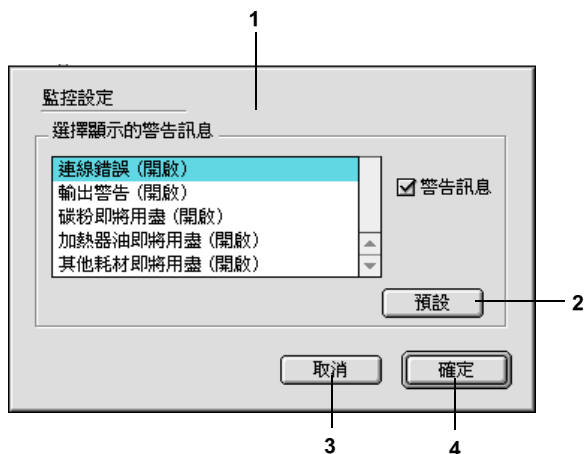 1
監控設定
選擇顯示的警告訊息
連線錯誤 (開啟)
輸出警告 (開啟)
碳粉即將用盡 (開啟)
加熱器油即將用盡 (開啟)
其他耗材即將用盡 (開啟)
警告訊息
預設
2
取消
確定
3
4